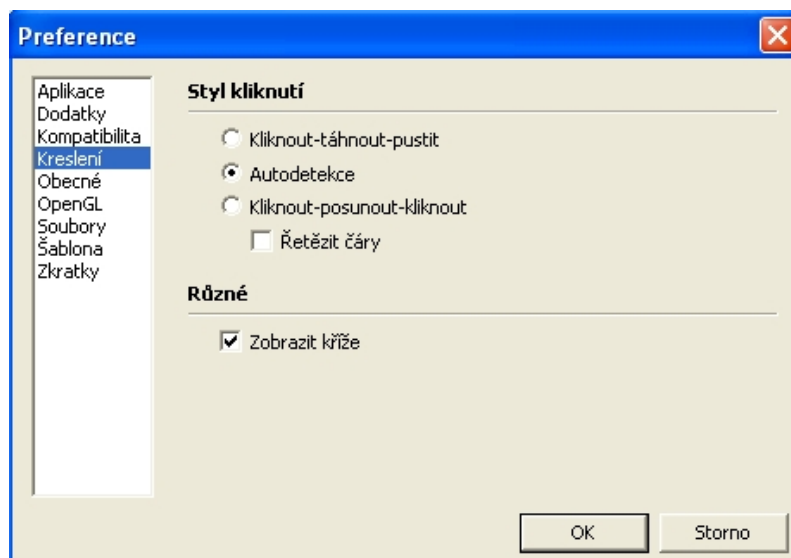 Preference
Aplikace
Dodatky
Kompatibilita
Kreslení
Obecné
OpenGL
Soubory
Šablona
Zkratky
Styl kliknutí
Kliknout-táhnout-pustit
Autodetekce
Kliknout-posunout-kliknout
Řetězit čáry
Různé
Zobrazit kříže
OK
Storno